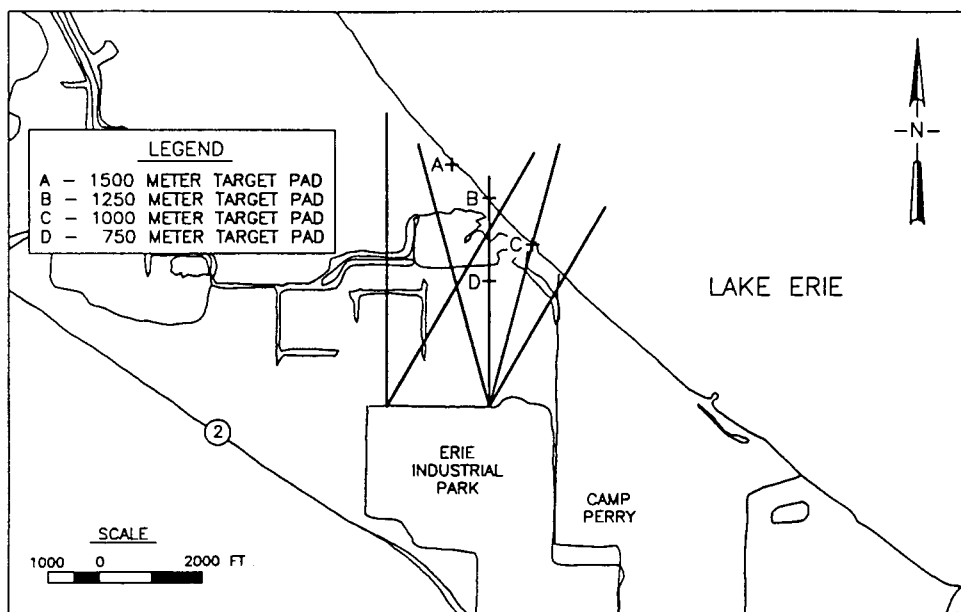 -N-
LEGEND
A - 1500 METER TARGET PAD
B - 1250 METER TARGET PAD
C - 1000 METER TARGET PAD
D - 750 METER TARGET PAD
A
B
C
D
LAKE ERIE
2
ERIE
INDUSTRIAL
PARK
CAMP
PERRY
SCALE
1000 0 2000 FT.